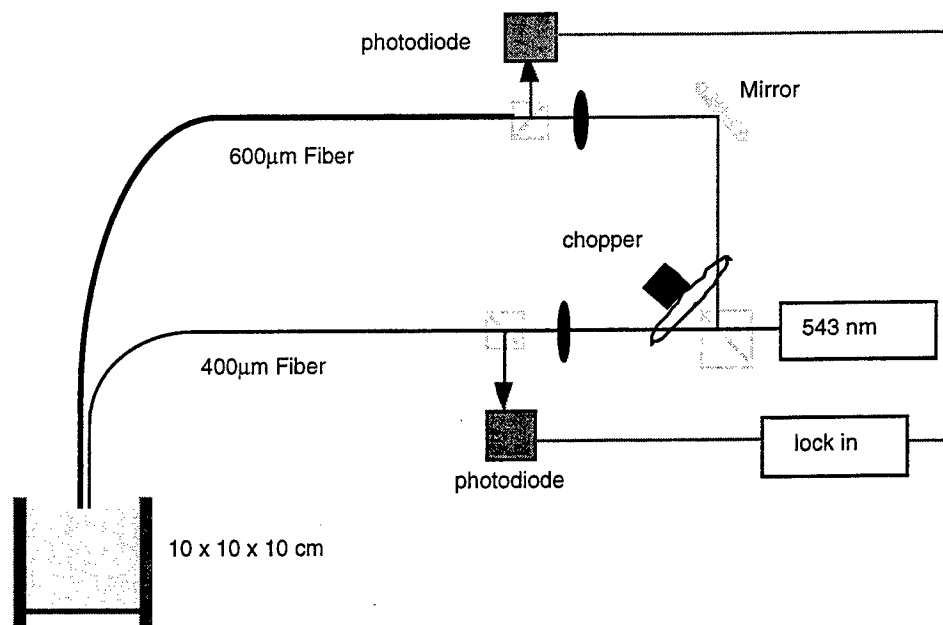 photodiode
Mirror
600μm Fiber
chopper
543 nm
400μm Fiber
lock in
photodiode
10 x 10 x 10 cm